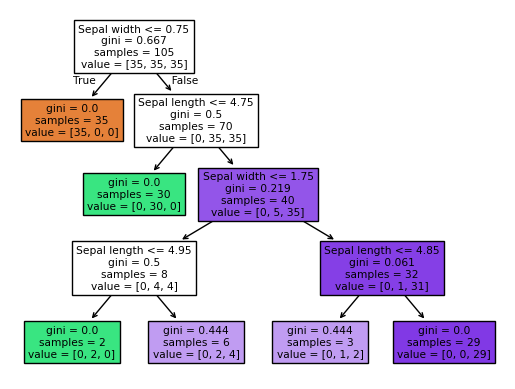 Sepal width <= 0.75
gini = 0.667
samples = 105
value = [35, 35, 35]
True
False
gini = 0.0
samples = 35
value = [35, 0, 0]
Sepal length <= 4.75
gini = 0.5
samples = 70
value = [0, 35, 35]
gini = 0.0
samples = 30
value = [0, 30, 0]
Sepal width <= 1.75
gini = 0.219
samples = 40
value = [0, 5, 35]
Sepal length <= 4.95
gini = 0.5
samples = 8
value = [0, 4, 4]
Sepal length <= 4.85
gini = 0.061
samples = 32
value = [0, 1, 31]
gini = 0.0
samples = 2
value = [0, 2, 0]
gini = 0.444
samples = 6
value = [0, 2, 4]
gini = 0.444
samples = 3
value = [0, 1, 2]
gini = 0.0
samples = 29
value = [0, 0, 29]